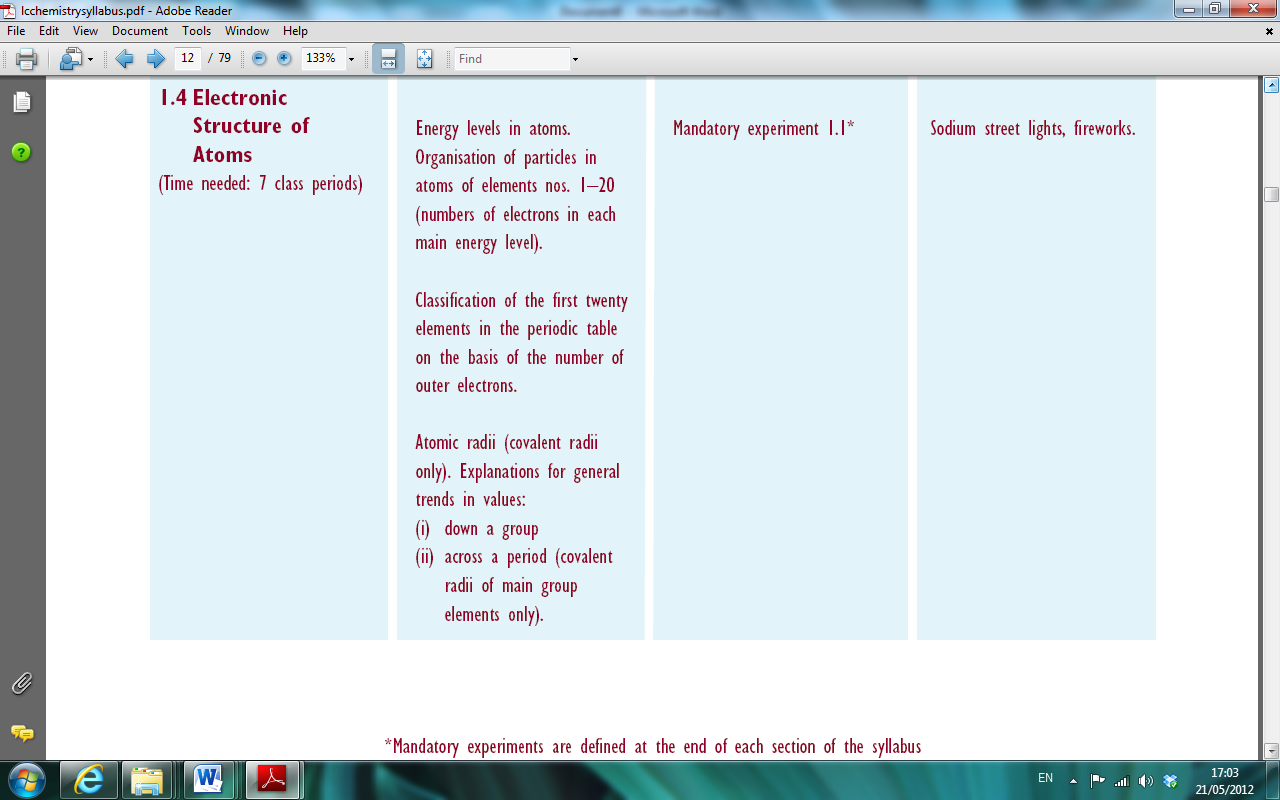 lcchemistrysyllabus.pdf - Adobe Reader
File Edit View Document Tools Window Help
12 / 79 133% Find
1.4 Electronic
Structure of
Atoms
(Time needed: 7 class periods)
Energy levels in atoms.
Organisation of particles in
atoms of elements nos. 1–20
(numbers of electrons in each
main energy level).
Classification of the first twenty
elements in the periodic table
on the basis of the number of
outer electrons.
Atomic radii (covalent radii
only). Explanations for general
trends in values:
(i) down a group
(ii) across a period (covalent
radii of main group
elements only).
Mandatory experiment 1.1*
Sodium street lights, fireworks.
*Mandatory experiments are defined at the end of each section of the syllabus
EN
17:03
21/05/2012